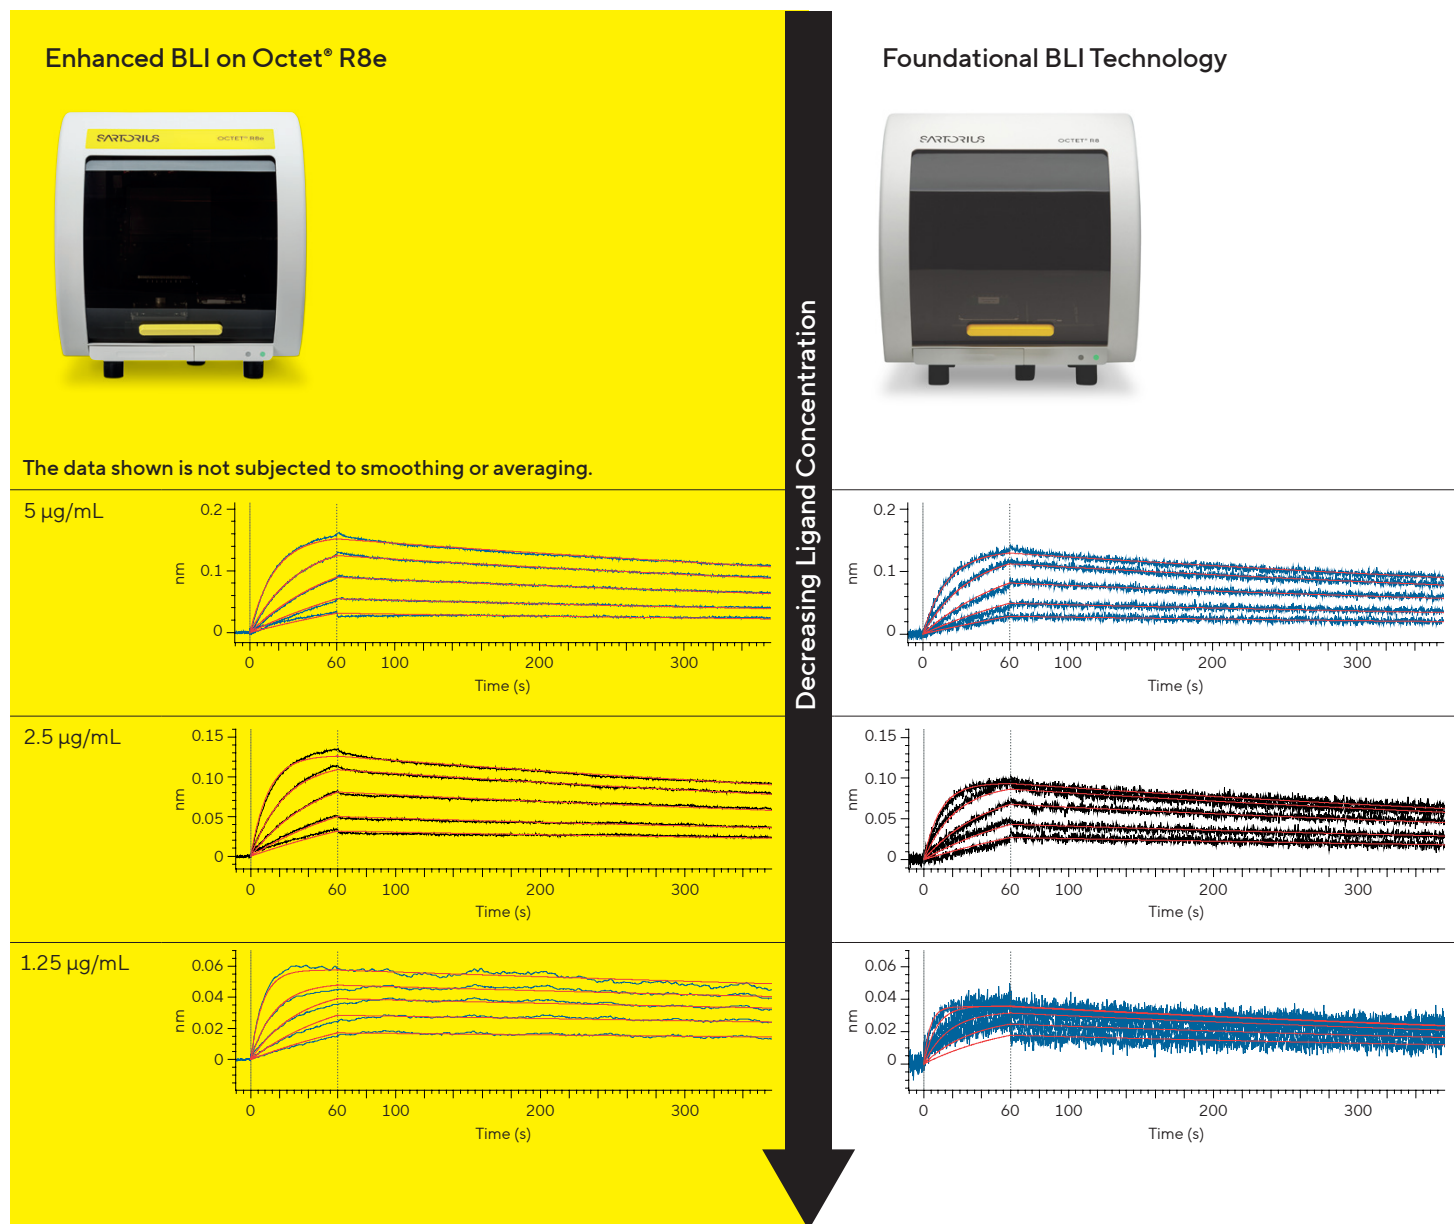 Enhanced BLI on Octet® R8e
SARTORIUS OCTET® R8e
The data shown is not subjected to smoothing or averaging.
Decreasing Ligand Concentration
Foundational BLI Technology
SARTORIUS OCTET® R8
5 µg/mL
0.2
0.1
0
nm
0 60 100 200 300
Time (s)
0.2
0.1
0
nm
0 60 100 200 300
Time (s)
2.5 µg/mL
0.15
0.10
0.05
0
nm
0 60 100 200 300
Time (s)
0.15
0.10
0.05
0
nm
0 60 100 200 300
Time (s)
1.25 µg/mL
0.06
0.04
0.02
0
nm
0 60 100 200 300
Time (s)
0.06
0.04
0.02
0
nm
0 60 100 200 300
Time (s)